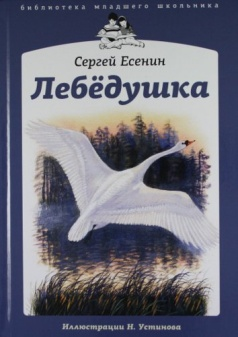 библиотека младшего школьника
Сергей Есенин
Лебёдушка
Иллюстрации Н. Устинова